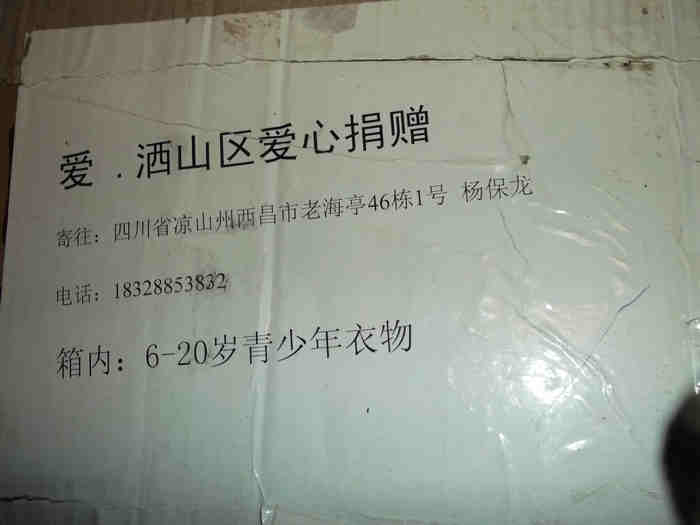 爱 . 洒山区爱心捐赠
寄往：四川省凉山州西昌市老海亭46栋1号 杨保龙
电话：18328853832
箱内：6-20岁青少年衣物